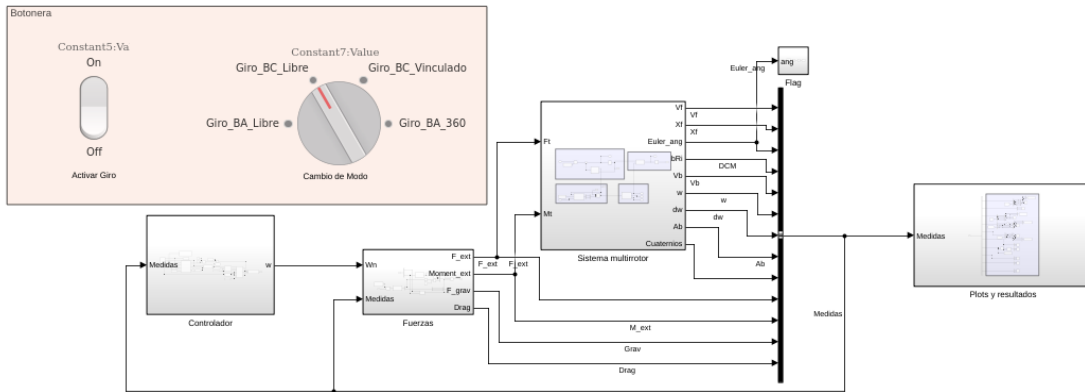 Botonera
Constant5:Va
On
Off
Activar Giro
Constant7:Value
Giro_BC_Libre
Giro_BC_Vinculado
Giro_BA_Libre
Giro_BA_360
Cambio de Modo
Euler_ang
ang
Flag
Ft
Mt
Vf
Xf
Euler_ang
bRi
Vb
w
dw
Ab
Cuaternios
Sistema multirrotor
Vf
Xf
DCM
Vb
w
dw
Ab
Medidas
w
Controlador
Wn
Medidas
F_ext
Moment_ext
F_grav
Drag
Fuerzas
F_ext
F_ext
M_ext
Grav
Drag
Medidas
Medidas
Plots y resultados